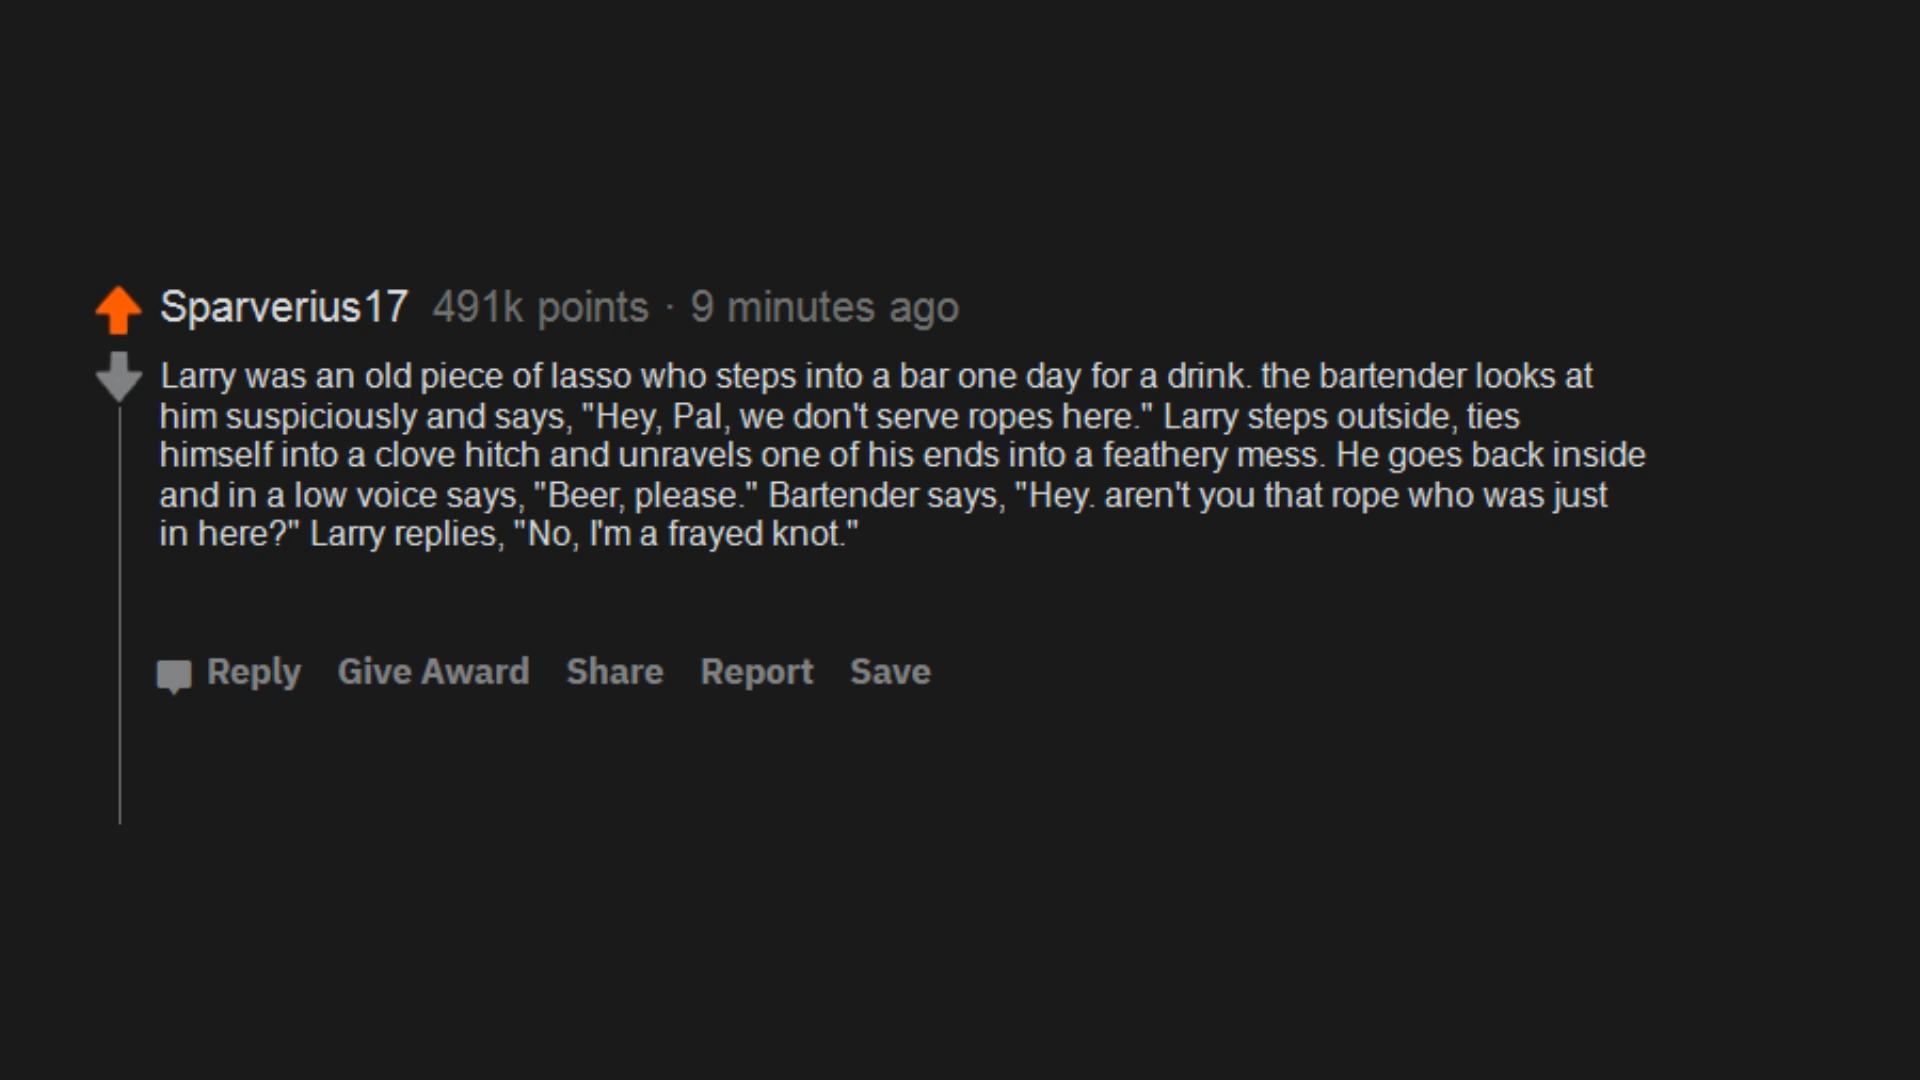 Sparverius17 491k points · 9 minutes ago
Larry was an old piece of lasso who steps into a bar one day for a drink. the bartender looks at
him suspiciously and says, "Hey, Pal, we don't serve ropes here." Larry steps outside, ties
himself into a clove hitch and unravels one of his ends into a feathery mess. He goes back inside
and in a low voice says, "Beer, please." Bartender says, "Hey. aren't you that rope who was just
in here?" Larry replies, "No, I'm a frayed knot."
Reply Give Award Share Report Save